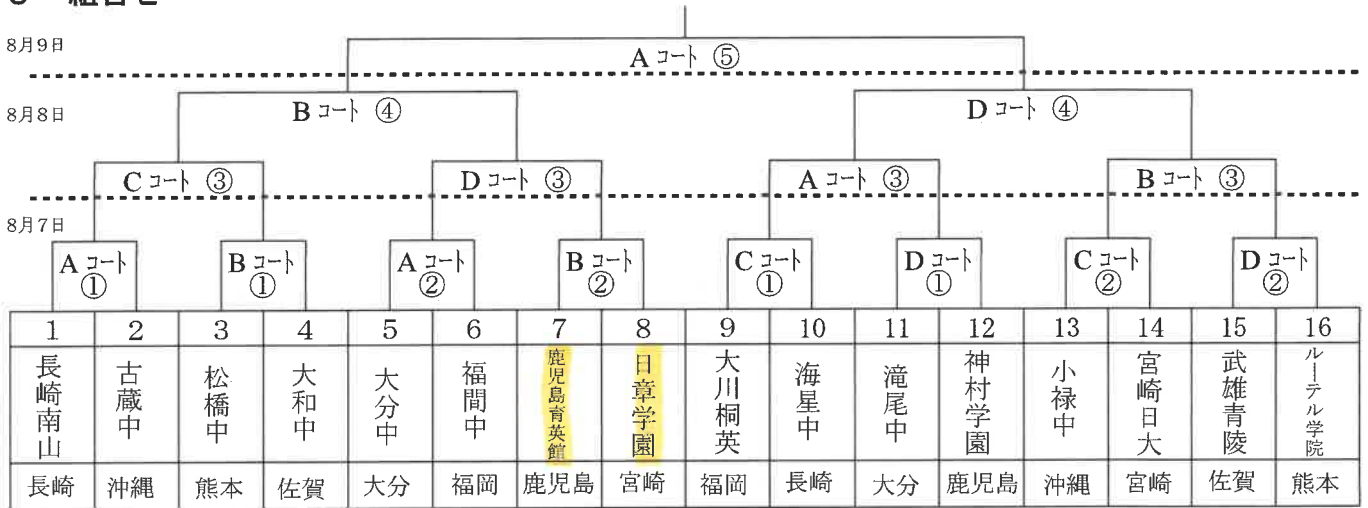 8月9日
Aコート ⑤
8月8日
Bコート ④ Dコート ④
Cコート ③ Dコート ③ Aコート ③ Bコート ③
8月7日
Aコート ① Bコート ① Aコート ② Bコート ② Cコート ① Dコート ① Cコート ② Dコート ②
1 2 3 4 5 6 7 8 9 10 11 12 13 14 15 16
長崎南山 古蔵中 松橋中 大和中 大分中 福間中 鹿児島育英館 日章学園 大川桐英 海星中 滝尾中 神村学園 小禄中 宮崎日大 武雄青陵 ルーテル学院
長崎 沖縄 熊本 佐賀 大分 福岡 鹿児島 宮崎 福岡 長崎 大分 鹿児島 沖縄 宮崎 佐賀 熊本